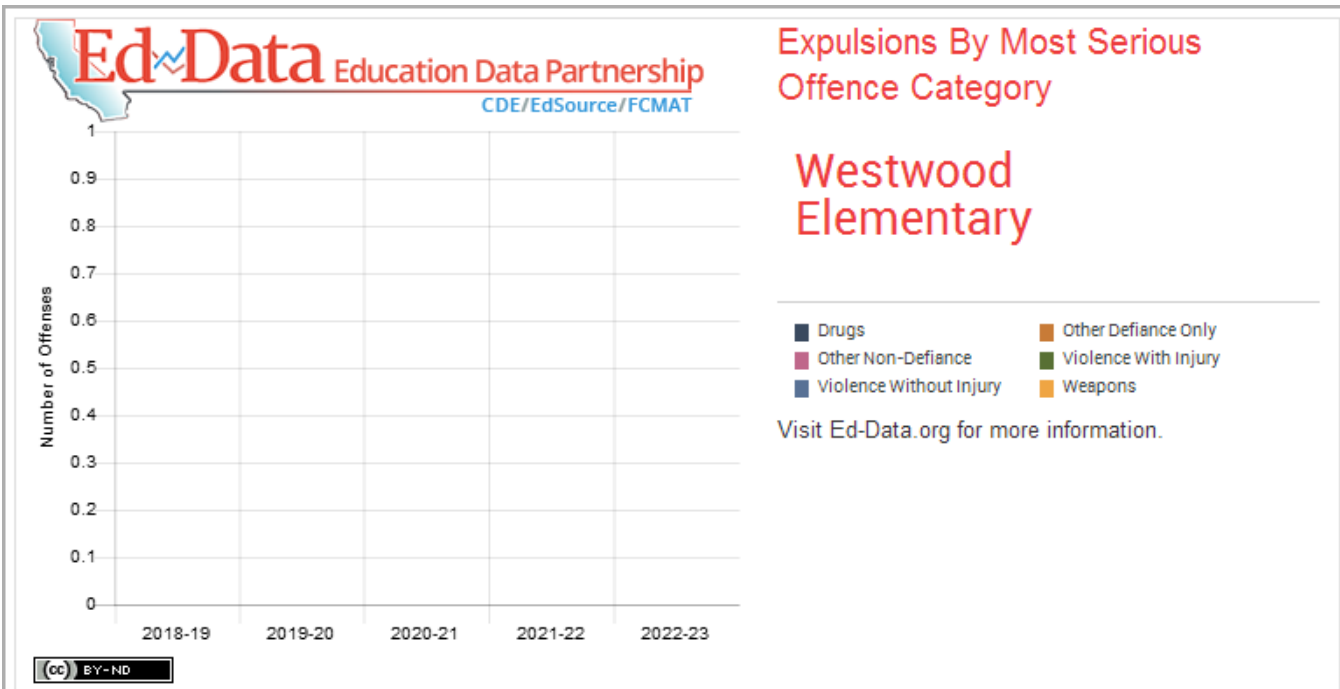 Ed Data Education Data Partnership
CDE/EdSource/FCMAT
Expulsions By Most Serious
Offence Category
Westwood
Elementary
Number of Offenses
1
0.9
0.8
0.7
0.6
0.5
0.4
0.3
0.2
0.1
0
2018-19 2019-20 2020-21 2021-22 2022-23
Drugs
Other Defiance Only
Other Non-Defiance
Violence With Injury
Violence Without Injury
Weapons
Visit Ed-Data.org for more information.
(cc) BY-ND